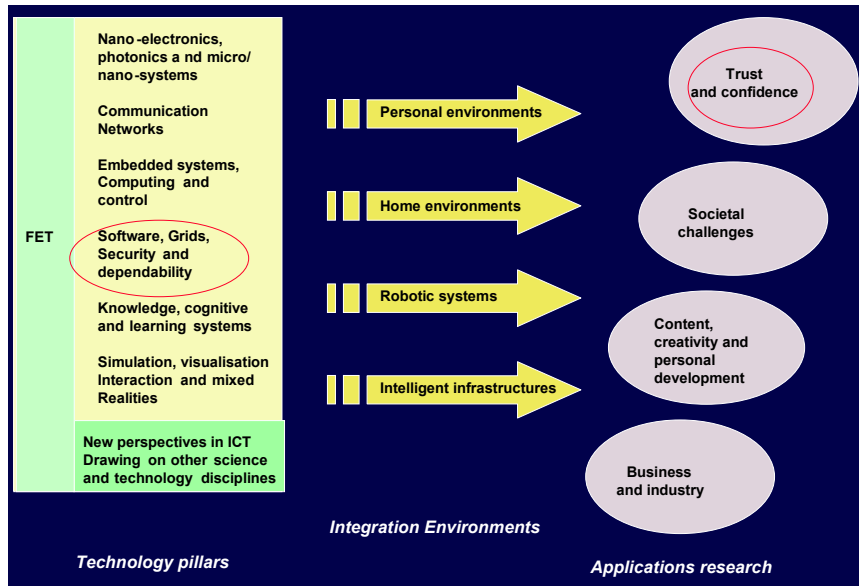 FET
Nano-electronics,
photonics a nd micro/
nano-systems
Communication
Networks
Embedded systems,
Computing and
control
Software, Grids,
Security and
dependability
Knowledge, cognitive
and learning systems
Simulation, visualisation
Interaction and mixed
Realities
New perspectives in ICT
Drawing on other science
and technology disciplines
Technology pillars
Personal environments
Home environments
Robotic systems
Intelligent infrastructures
Integration Environments
Trust
and confidence
Societal
challenges
Content,
creativity and
personal
development
Business
and industry
Applications research